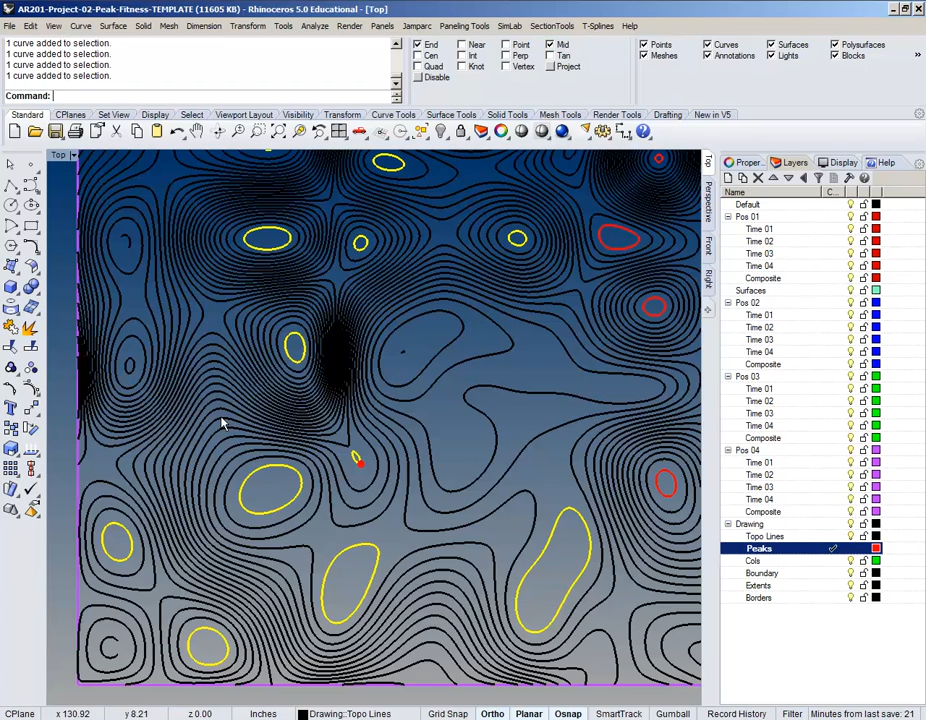 AR201-Project-02-Peak-Fitness-TEMPLATE (11605 KB) - Rhinoceros 5.0 Educational - [Top]
File Edit View Curve Surface Solid Mesh Dimension Transform Tools Analyze Render Panels Jamparc Paneling Tools SimLab SectionTools T-Splines Help
1 curve added to selection.
1 curve added to selection.
1 curve added to selection.
1 curve added to selection.
Command:
End Near Point Mid
Cen Int Perp Tan
Quad Knot Vertex Project
Disable
Points Curves Surfaces Polysurfaces
Meshes Annotations Lights Blocks
»
Standard CPlanes Set View Display Select Viewport Layout Visibility Transform Curve Tools Surface Tools Solid Tools Mesh Tools Render Tools Drafting New in V5
Top
Top
Perspective
Front
Right
Proper... Layers Display Help
Name C...
Default
Pos 01
Time 01
Time 02
Time 03
Time 04
Composite
Surfaces
Pos 02
Time 01
Time 02
Time 03
Time 04
Composite
Pos 03
Time 01
Time 02
Time 03
Time 04
Composite
Pos 04
Time 01
Time 02
Time 03
Time 04
Composite
Drawing
Topo Lines
Peaks
Cols
Boundary
Extents
Borders
CPlane x 130.92 y 8.21 z 0.00 Inches Drawing::Topo Lines Grid Snap Ortho Planar Osnap SmartTrack Gumball Record History Filter Minutes from last save: 21